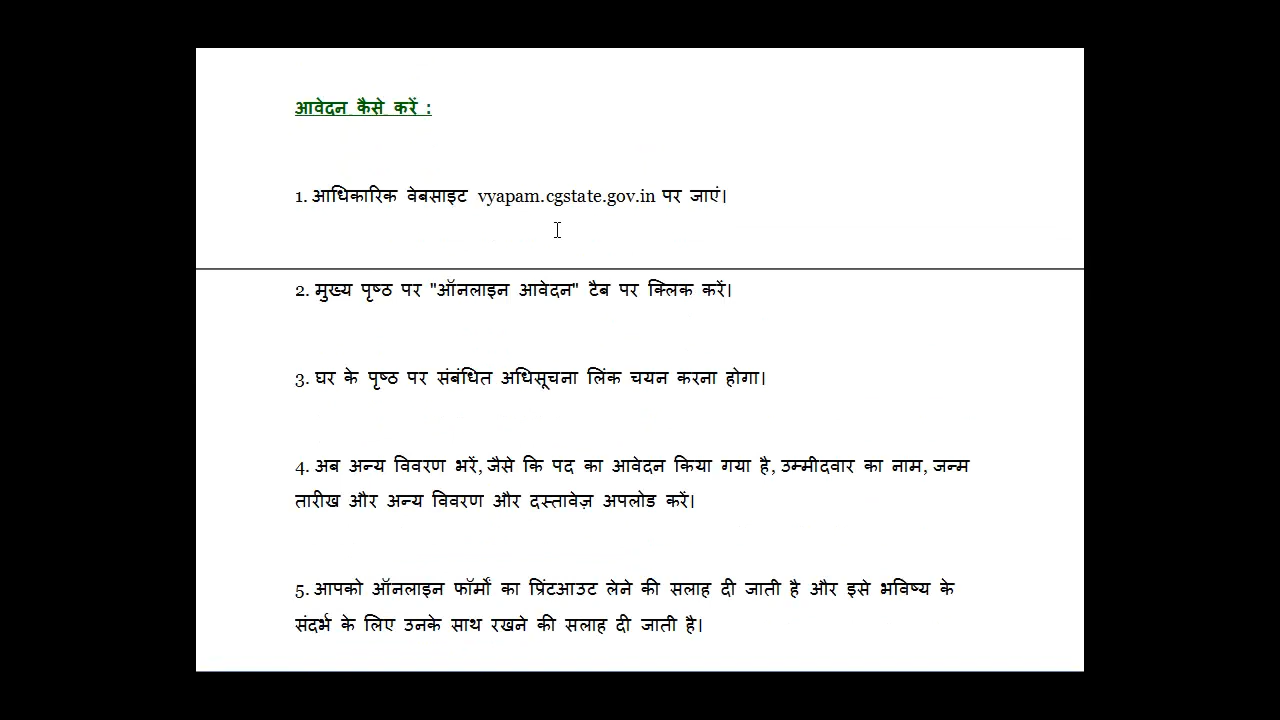 आवेदन कैसे करें :
1. आधिकारिक वेबसाइट vyapam.cgstate.gov.in पर जाएं।
2. मुख्य पृष्ठ पर "ऑनलाइन आवेदन" टैब पर क्लिक करें।
3. घर के पृष्ठ पर संबंधित अधिसूचना लिंक चयन करना होगा।
4. अब अन्य विवरण भरें, जैसे कि पद का आवेदन किया गया है, उम्मीदवार का नाम, जन्म
तारीख और अन्य विवरण और दस्तावेज़ अपलोड करें।
5. आपको ऑनलाइन फॉर्मों का प्रिंटआउट लेने की सलाह दी जाती है और इसे भविष्य के
संदर्भ के लिए उनके साथ रखने की सलाह दी जाती है।